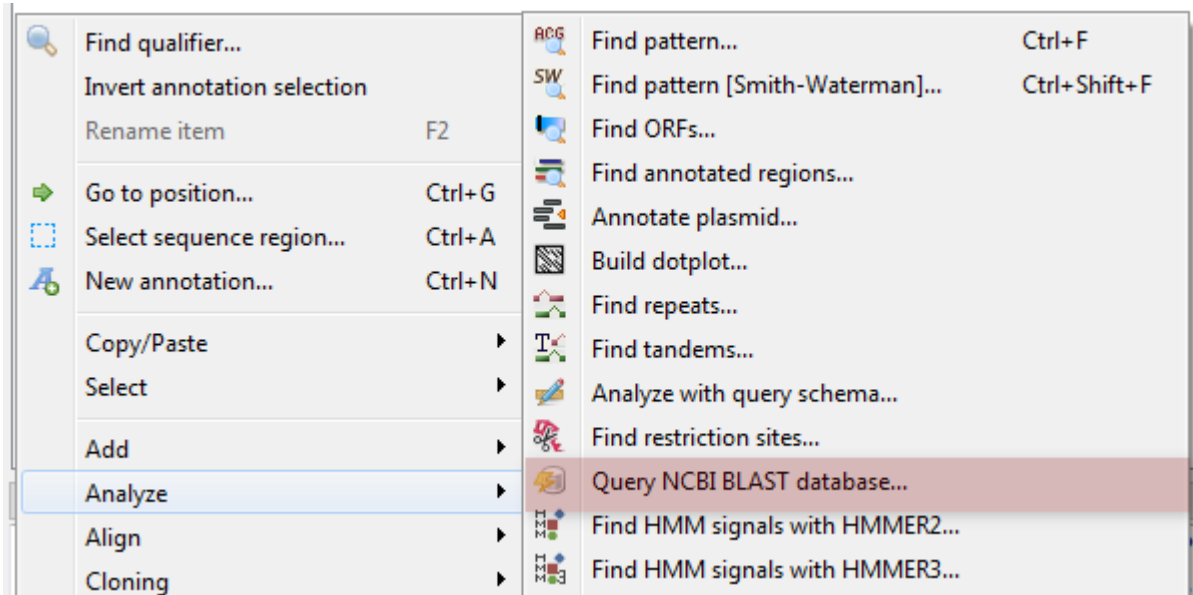 Find qualifier...
Invert annotation selection
Rename item F2
Go to position... Ctrl+G
Select sequence region... Ctrl+A
New annotation... Ctrl+N
Copy/Paste
Select
Add
Analyze
Align
Cloning
ACG Find pattern... Ctrl+F
SW Find pattern [Smith-Waterman]... Ctrl+Shift+F
Find ORFs...
Find annotated regions...
Annotate plasmid...
Build dotplot...
Find repeats...
T Find tandems...
Analyze with query schema...
Find restriction sites...
Query NCBI BLAST database...
HMM Find HMM signals with HMMER2...
HMM3 Find HMM signals with HMMER3...